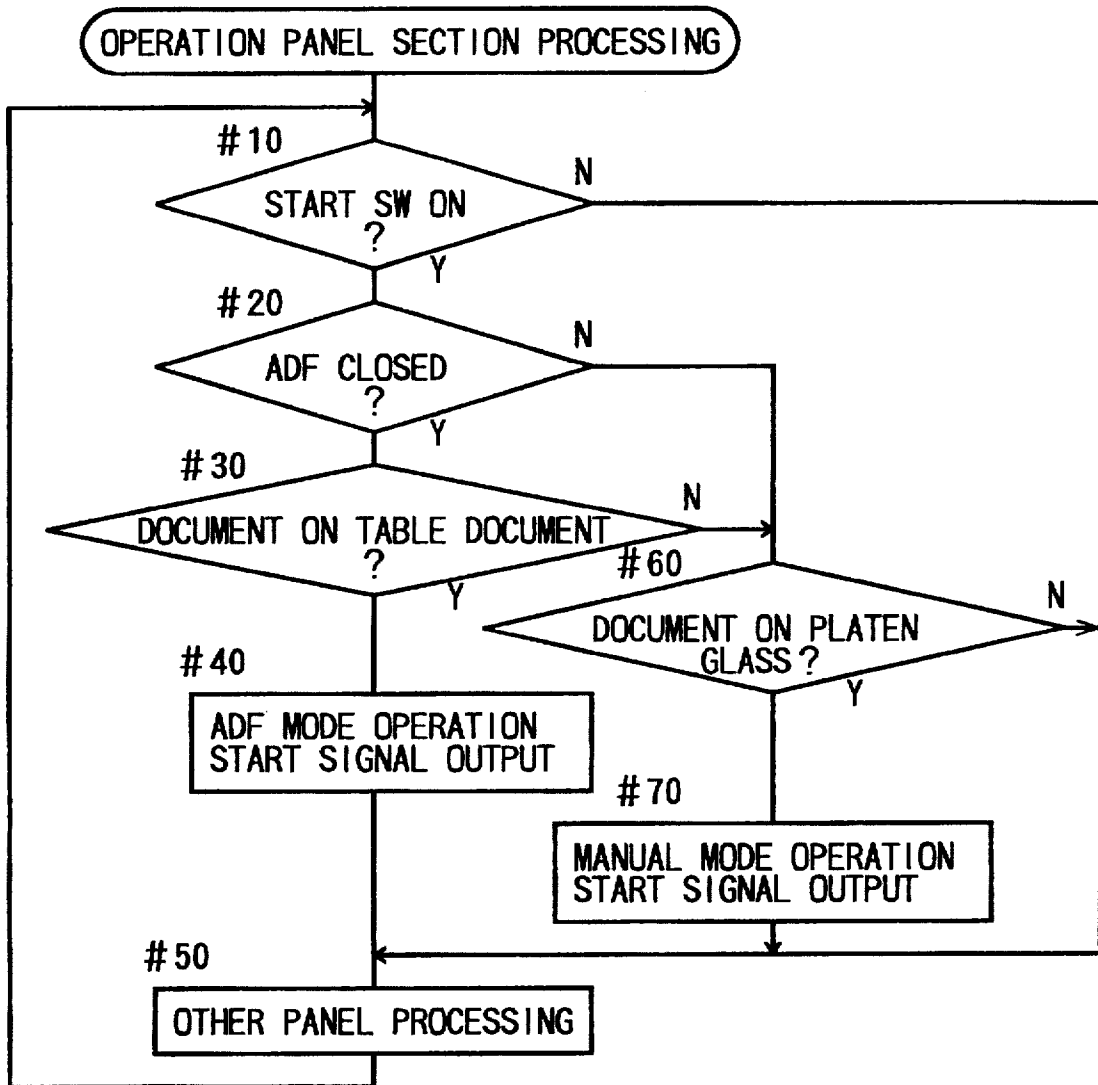 OPERATION PANEL SECTION PROCESSING
#10
N
START SW ON
?
Y
#20
N
ADF CLOSED
?
Y
#30
N
DOCUMENT ON TABLE DOCUMENT
?
Y
#60
N
DOCUMENT ON PLATEN
GLASS?
Y
#40
ADF MODE OPERATION
START SIGNAL OUTPUT
#70
MANUAL MODE OPERATION
START SIGNAL OUTPUT
#50
OTHER PANEL PROCESSING